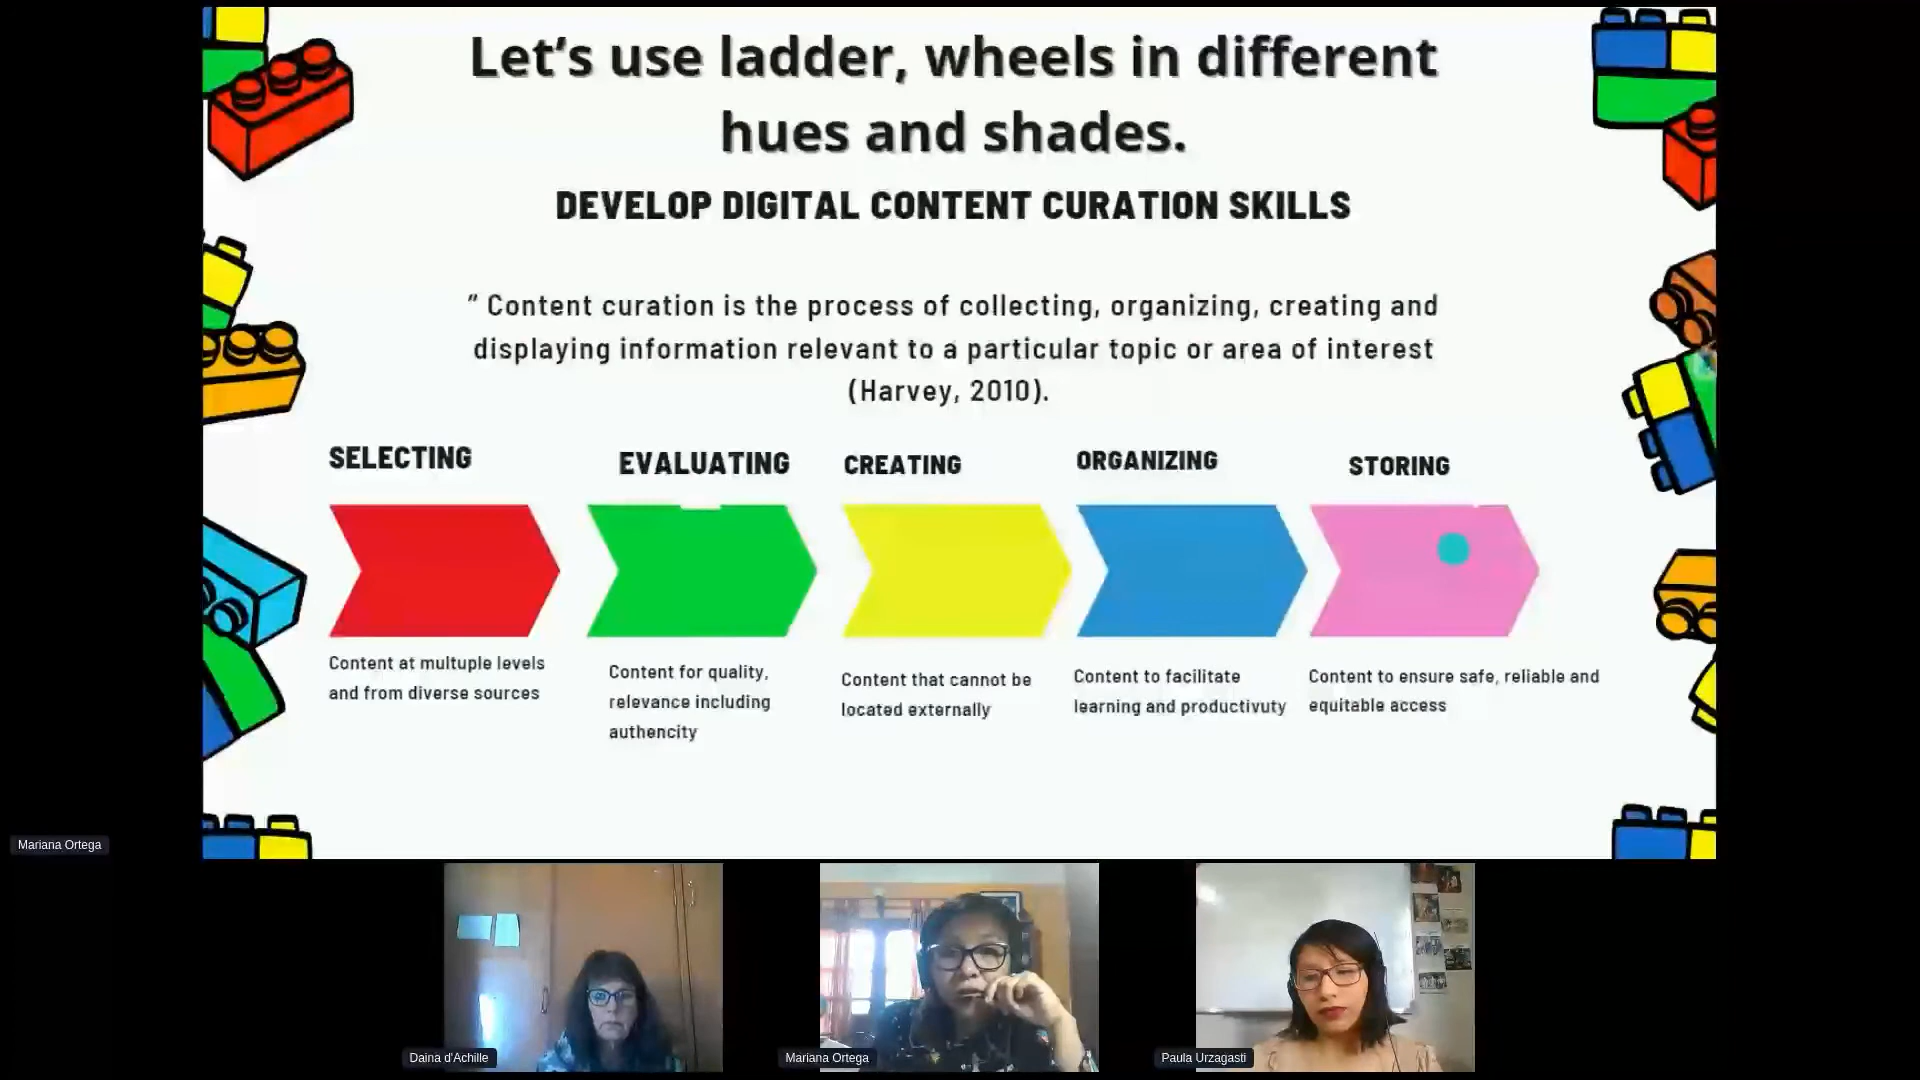 Let's use ladder, wheels in different
hues and shades.
DEVELOP DIGITAL CONTENT CURATION SKILLS
" Content curation is the process of collecting, organizing, creating and
displaying information relevant to a particular topic or area of interest
(Harvey, 2010).
SELECTING
EVALUATING
CREATING
ORGANIZING
STORING
Content at multuple levels
and from diverse sources
Content for quality,
relevance including
authencity
Content that cannot be
located externally
Content to facilitate
learning and productivuty
Content to ensure safe, reliable and
equitable access
Mariana Ortega
Daina d'Achille
Mariana Ortega
Paula Urzagasti